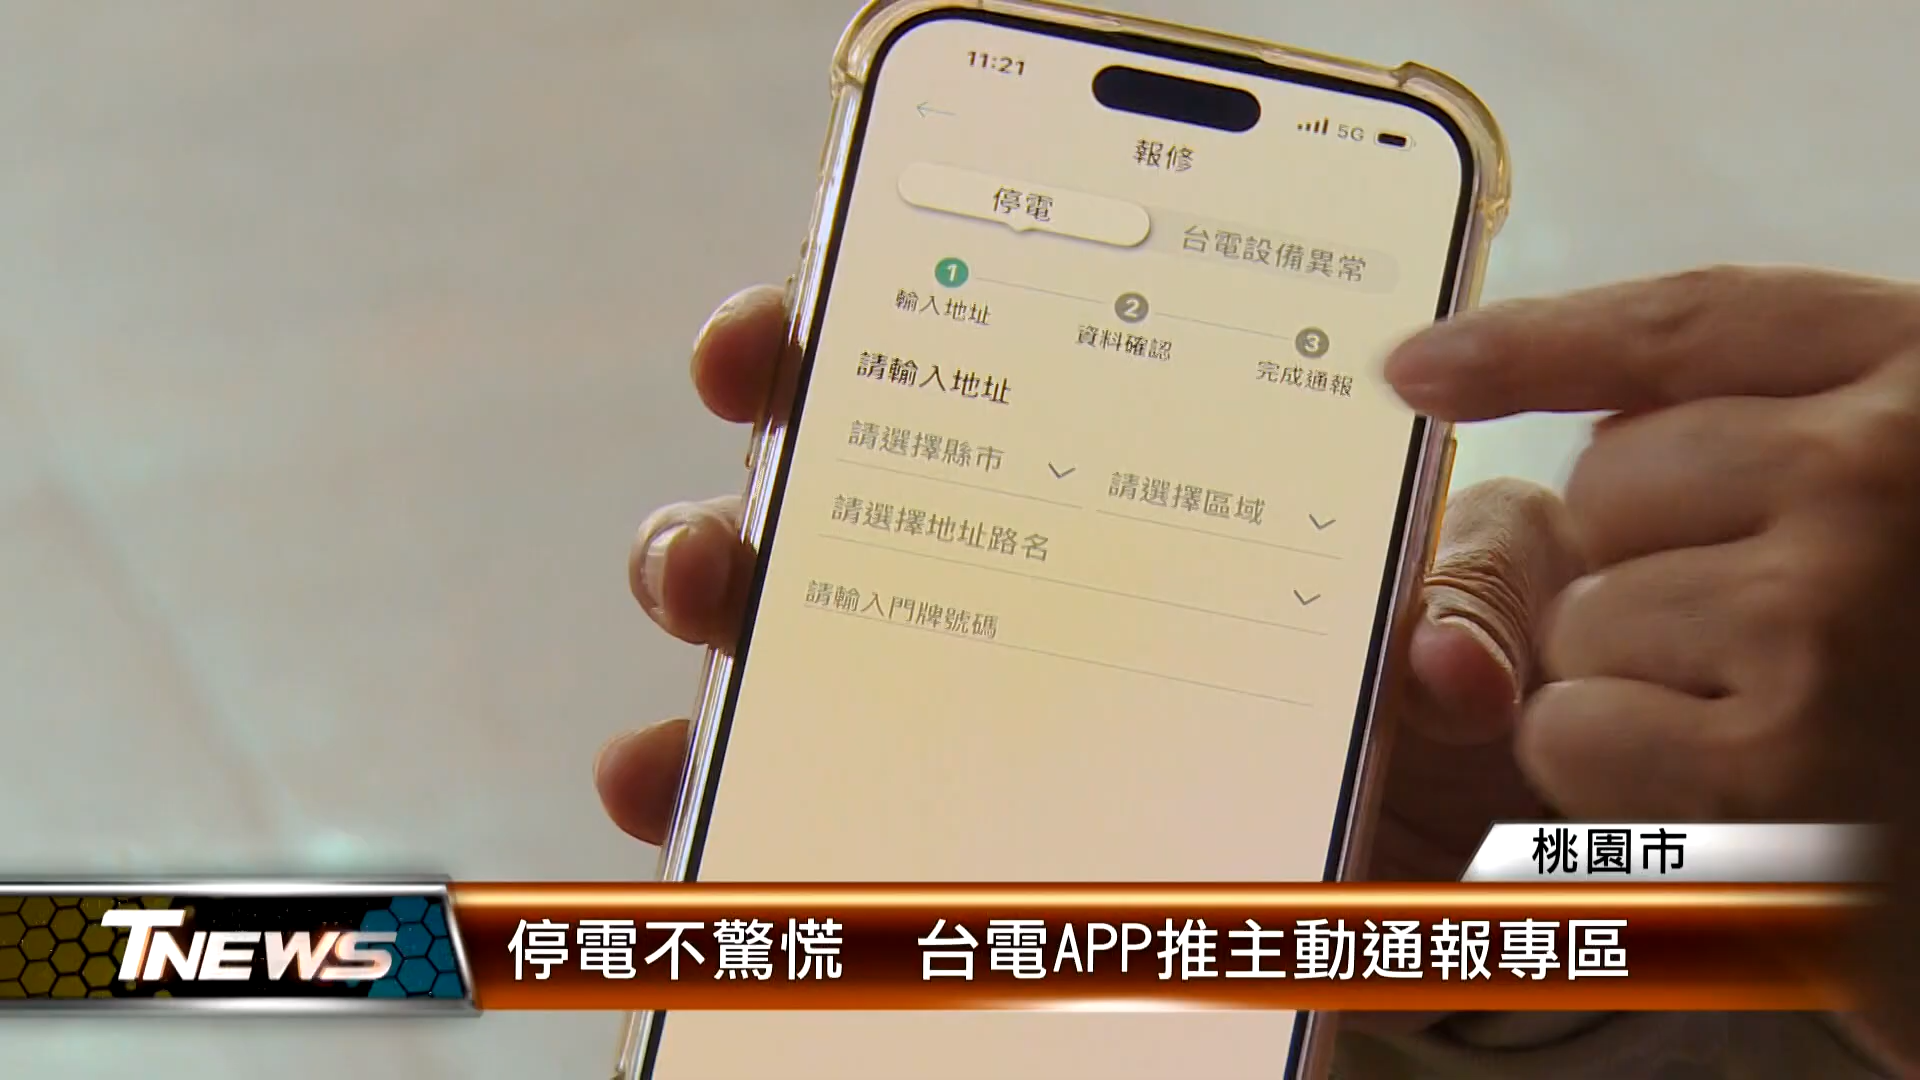 11:21
5G
報修
停電
台電設備異常
1
2
3
輸入地址
資料確認
完成通報
請輸入地址
請選擇縣市
請選擇區域
請選擇地址路名
請輸入門牌號碼
桃園市
TNEWS
停電不驚慌 台電APP推主動通報專區